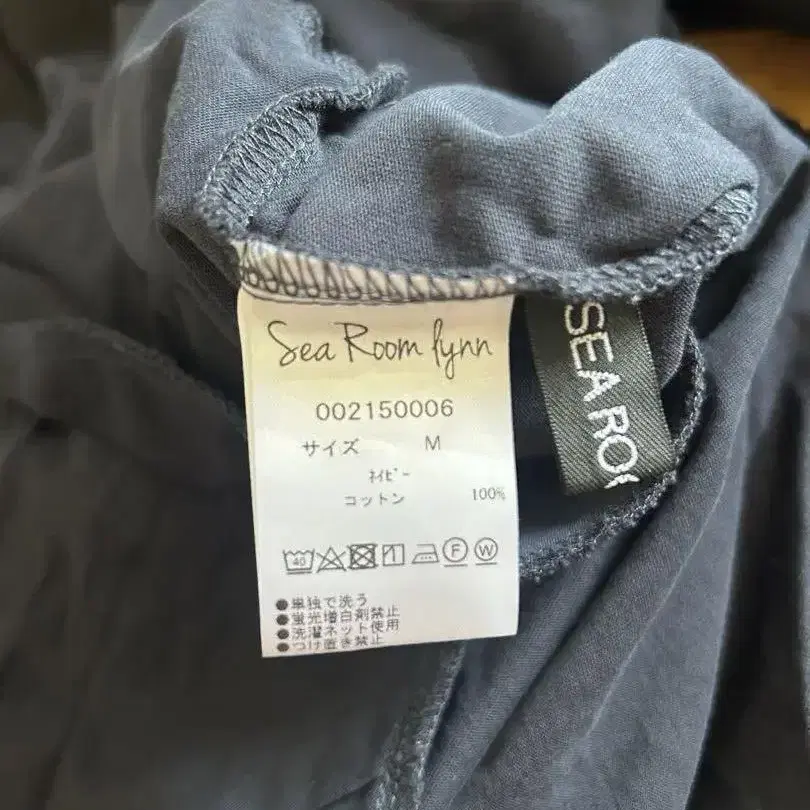 Sea Room lynn
002150006
サイズ M
ネイビー
コットン 100%
40 F W
●単独で洗う
●蛍光増白剤禁止
●洗濯ネット使用
●つけ置き禁止
SEA ROO